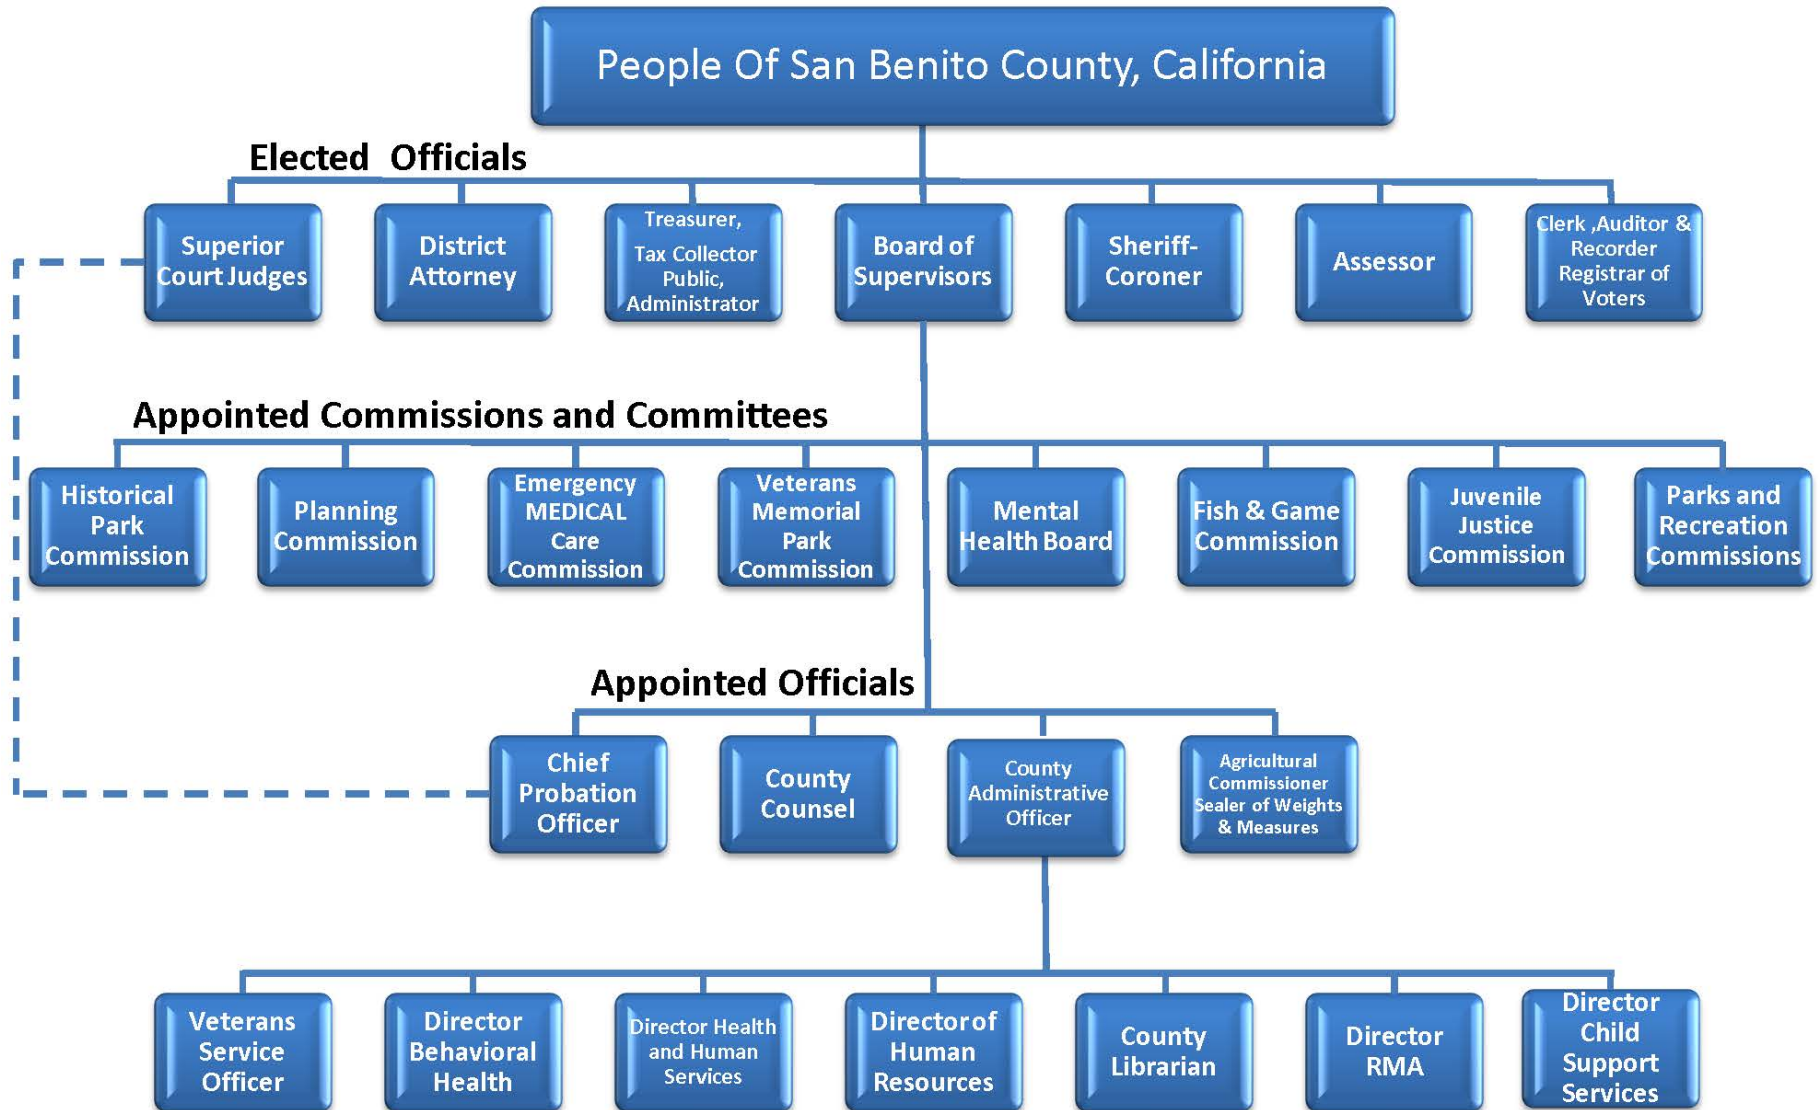 People Of San Benito County, California
Elected Officials
Superior
Court Judges
District
Attorney
Treasurer,
Tax Collector
Public,
Administrator
Board of
Supervisors
Sheriff-
Coroner
Assessor
Clerk ,Auditor &
Recorder
Registrar of
Voters
Appointed Commissions and Committees
Historical
Park
Commission
Planning
Commission
Emergency
MEDICAL
Care
Commission
Veterans
Memorial
Park
Commission
Mental
Health Board
Fish & Game
Commission
Juvenile
Justice
Commission
Parks and
Recreation
Commissions
Appointed Officials
Chief
Probation
Officer
County
Counsel
County
Administrative
Officer
Agricultural
Commissioner
Sealer of Weights
& Measures
Veterans
Service
Officer
Director
Behavioral
Health
Director Health
and Human
Services
Director of
Human
Resources
County
Librarian
Director
RMA
Director
Child
Support
Services